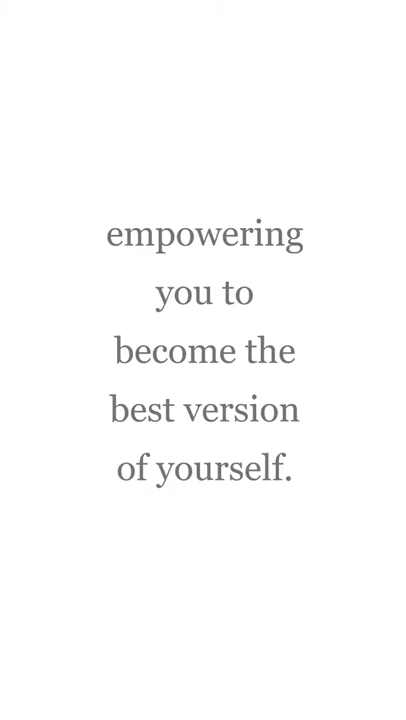 empowering
you to
become the
best version
of yourself.